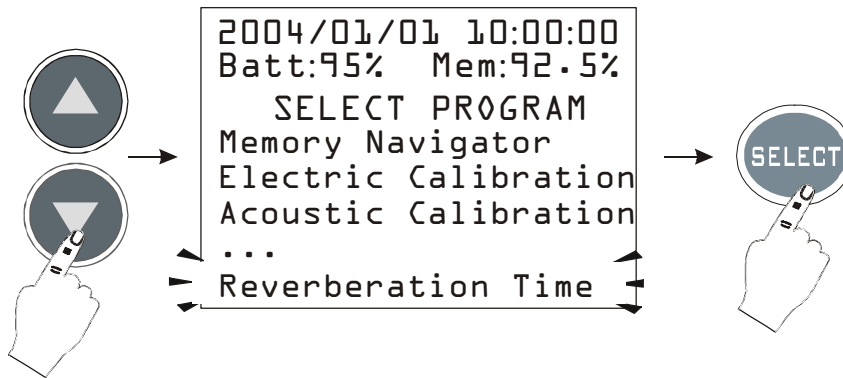 2004/01/01 10:00:00
Batt:95% Mem:92.5%
SELECT PROGRAM
Memory Navigator
Electric Calibration
Acoustic Calibration
...
Reverberation Time
SELECT